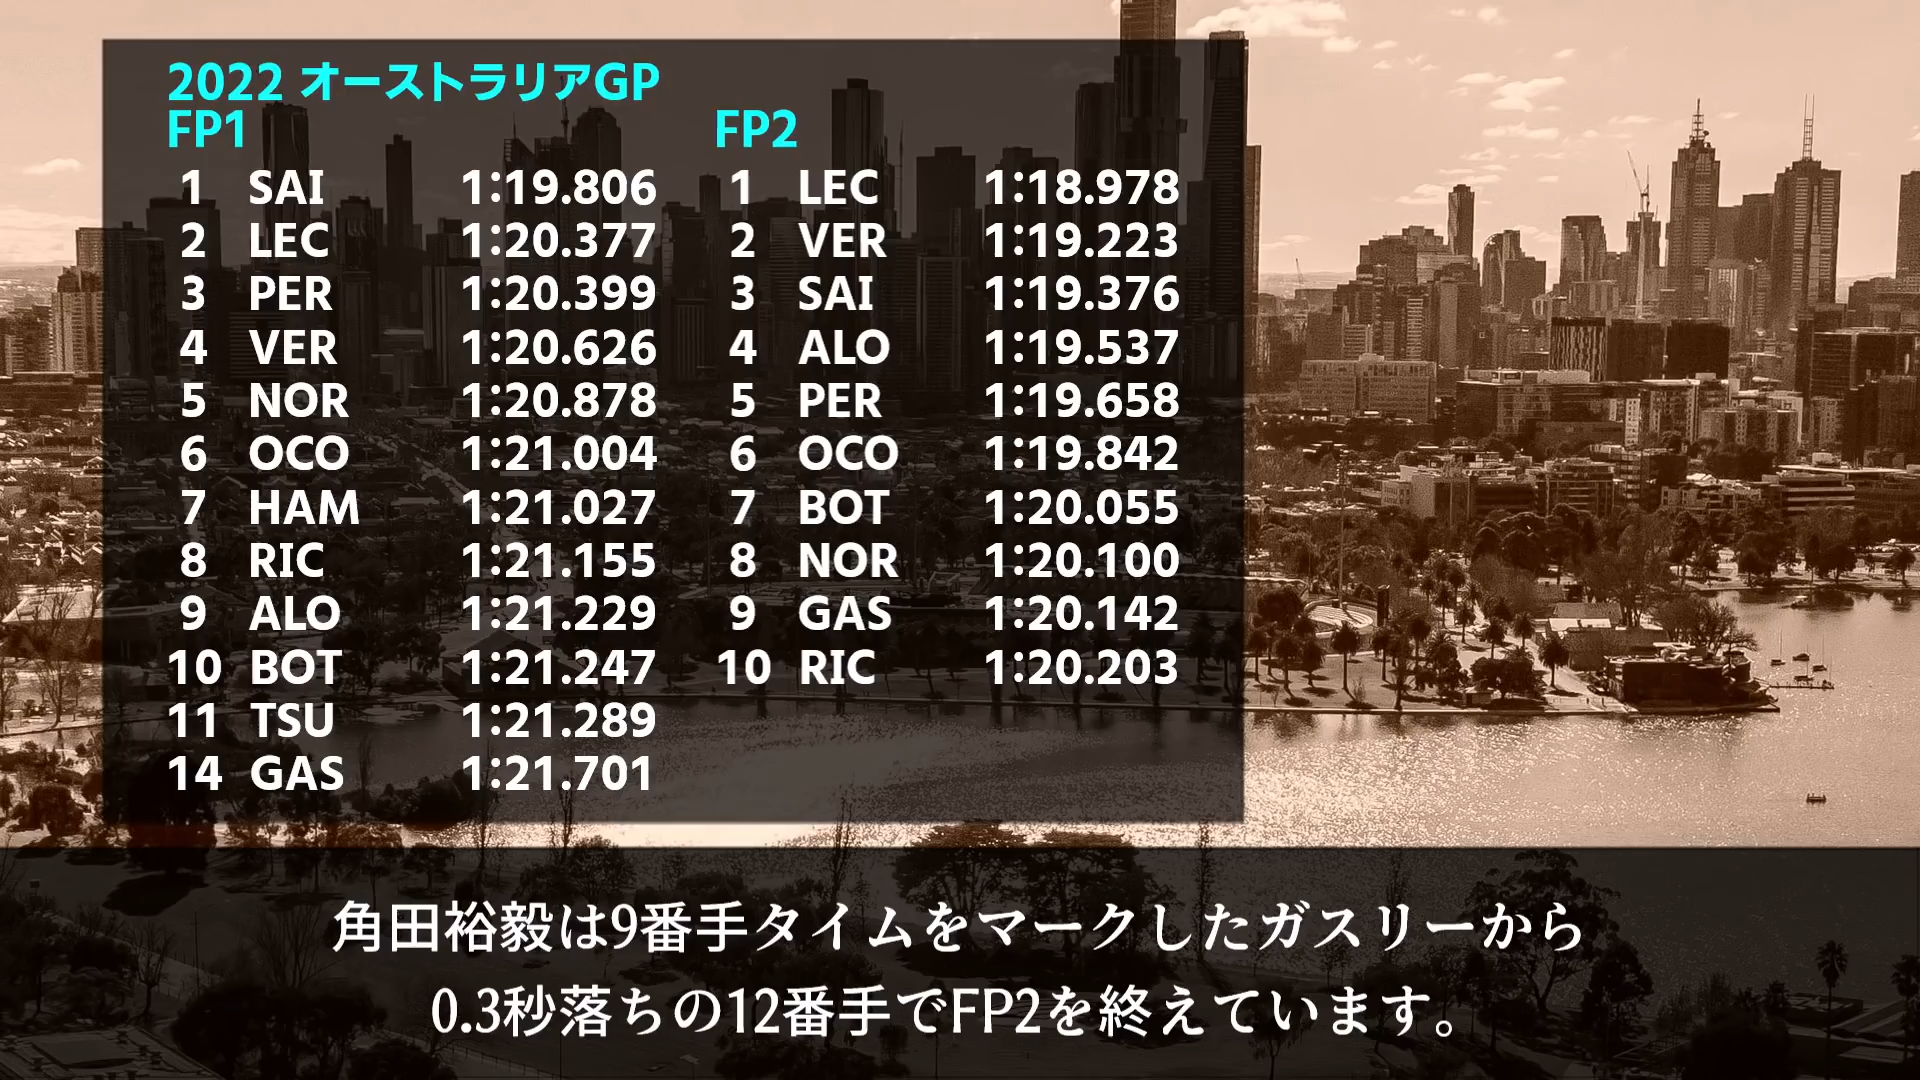 2022 オーストラリアGP
FP1
1 SAI 1:19.806
2 LEC 1:20.377
3 PER 1:20.399
4 VER 1:20.626
5 NOR 1:20.878
6 OCO 1:21.004
7 HAM 1:21.027
8 RIC 1:21.155
9 ALO 1:21.229
10 BOT 1:21.247
11 TSU 1:21.289
14 GAS 1:21.701
FP2
1 LEC 1:18.978
2 VER 1:19.223
3 SAI 1:19.376
4 ALO 1:19.537
5 PER 1:19.658
6 OCO 1:19.842
7 BOT 1:20.055
8 NOR 1:20.100
9 GAS 1:20.142
10 RIC 1:20.203
角田裕毅は9番手タイムをマークしたガスリーから
0.3秒落ちの12番手でFP2を終えています。